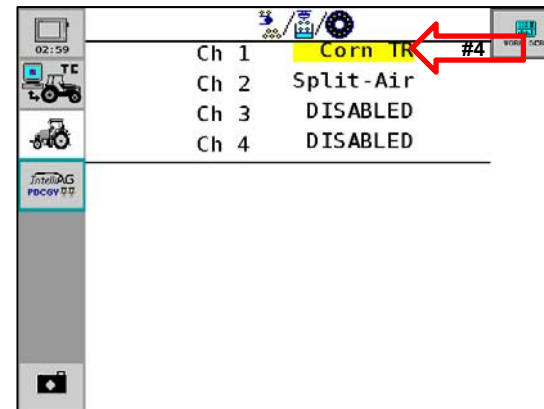 02:59
TC
IntelliAG
PDCGY
Ch 1 Corn TR #4
Ch 2 Split-Air
Ch 3 DISABLED
Ch 4 DISABLED